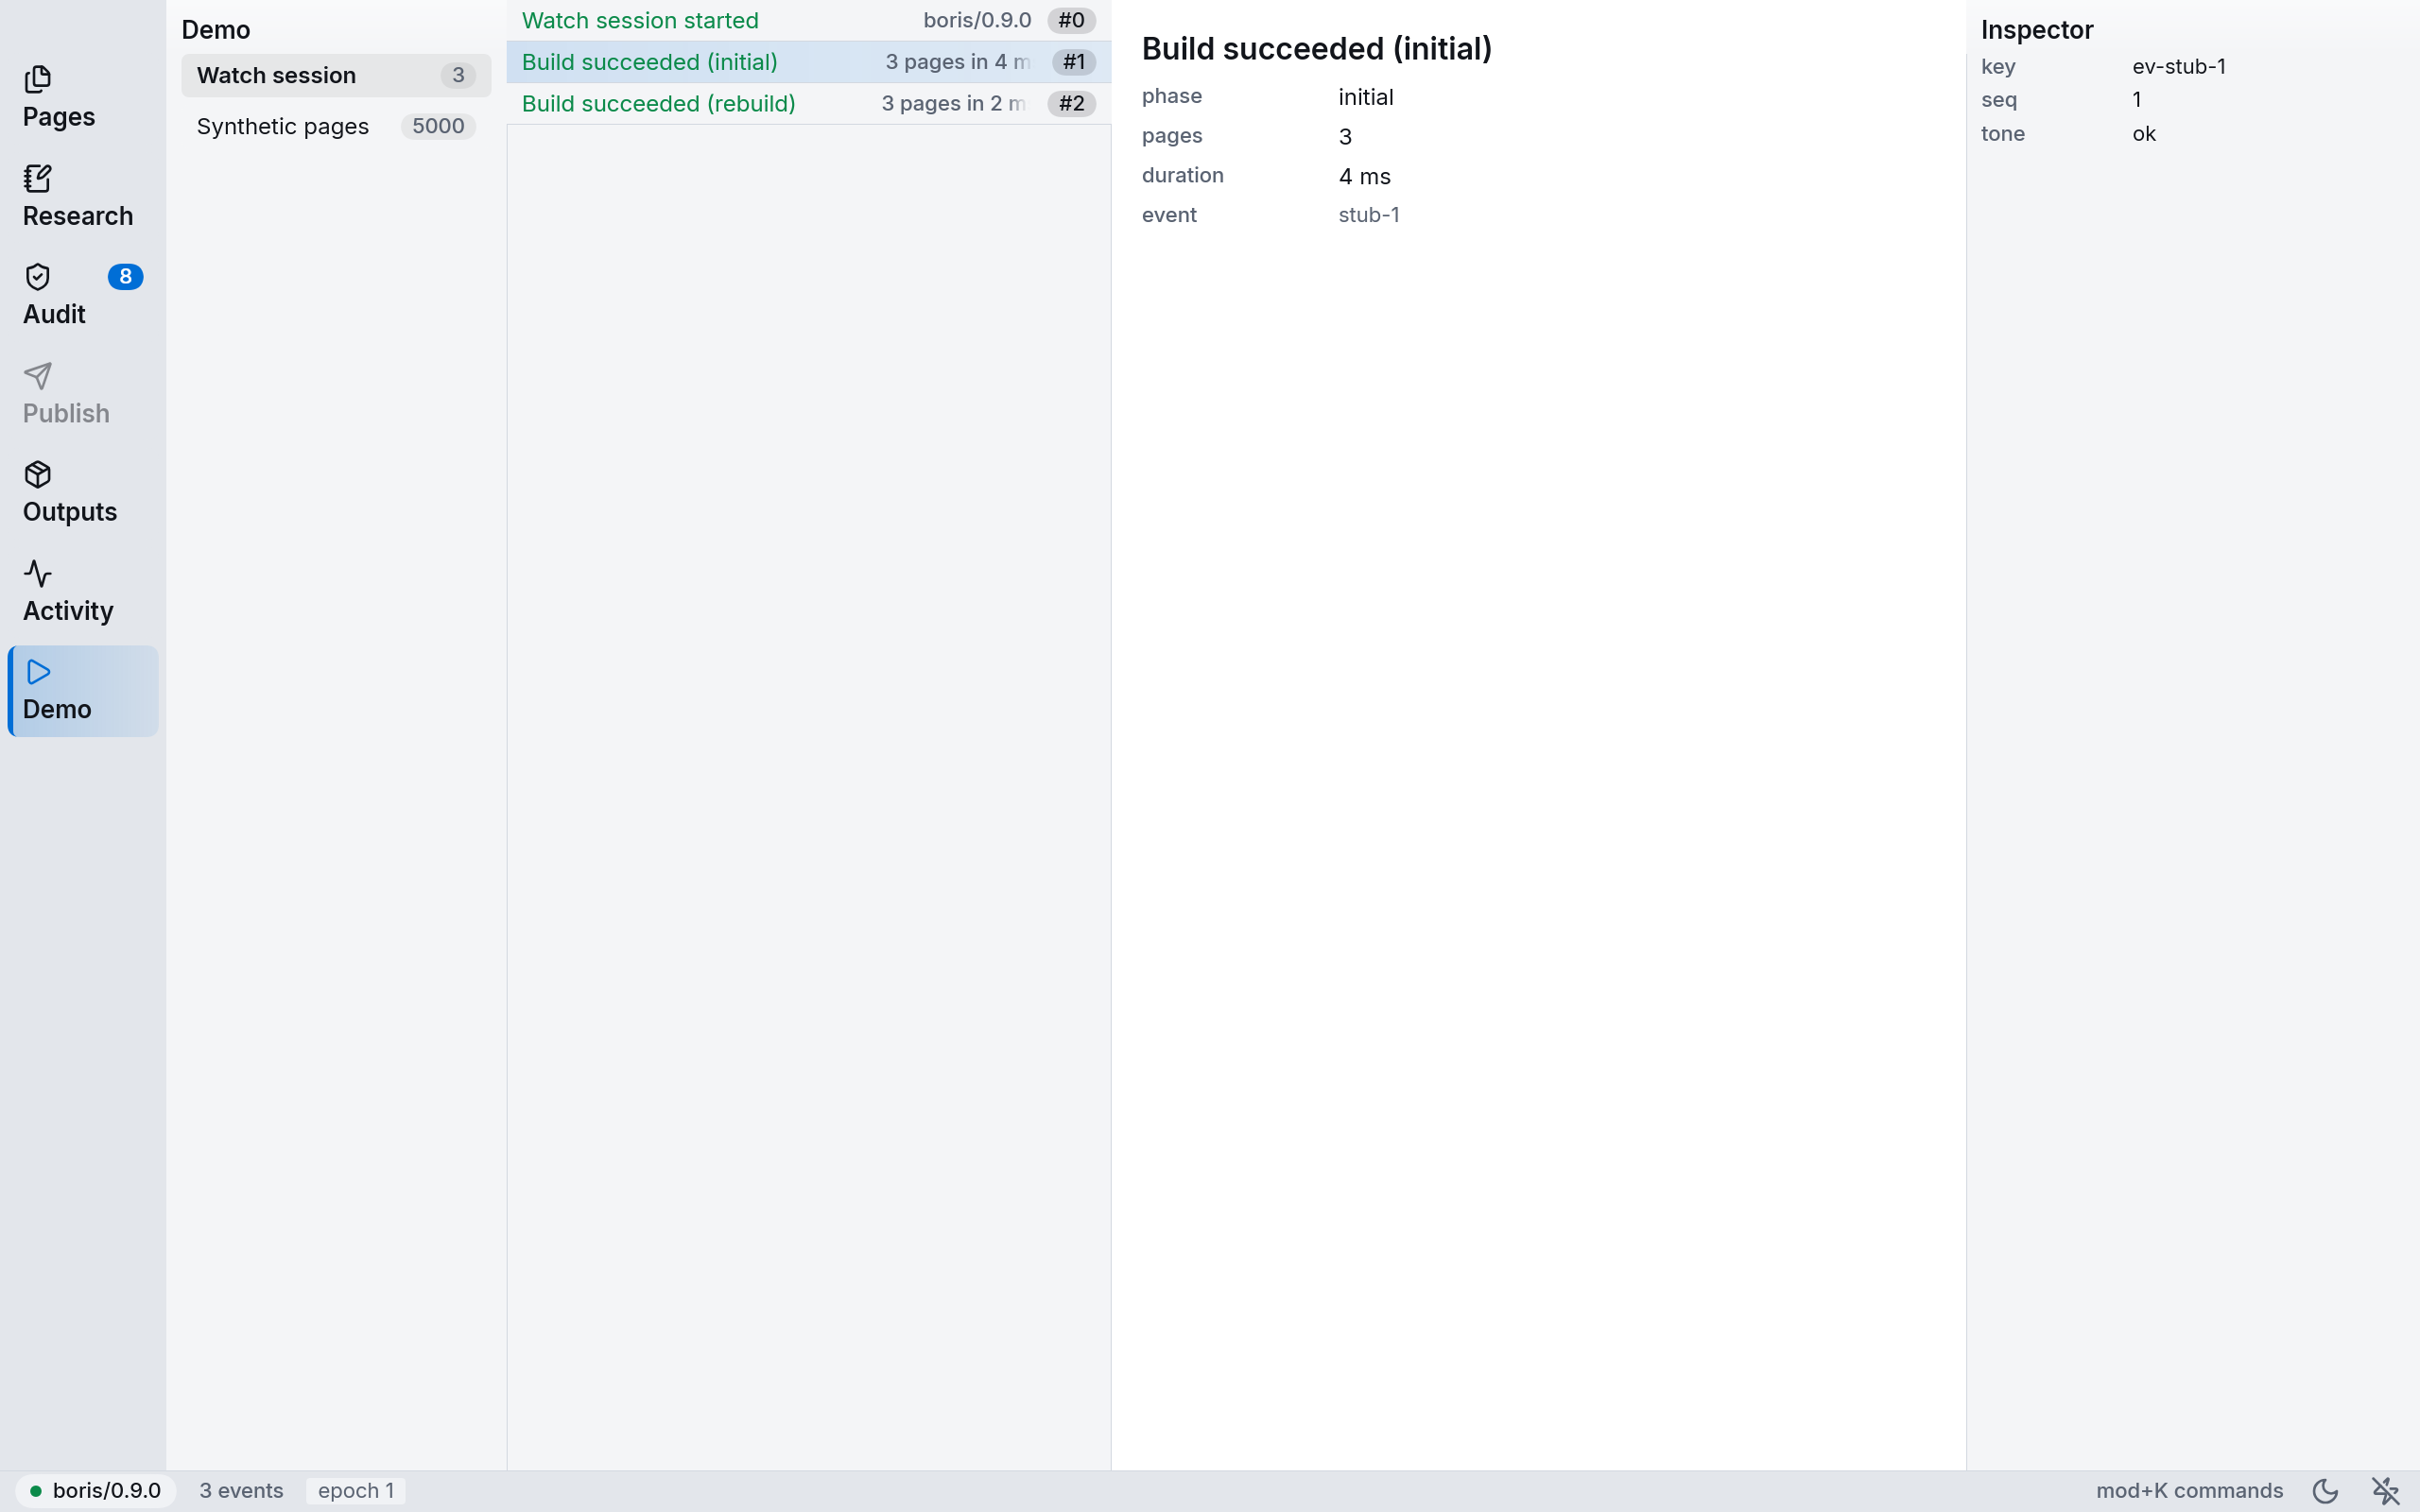 Pages
Research
Audit 8
Publish
Outputs
Activity
Demo
Demo
Watch session 3
Synthetic pages 5000
Watch session started boris/0.9.0 #0
Build succeeded (initial) 3 pages in 4 m #1
Build succeeded (rebuild) 3 pages in 2 m #2
Build succeeded (initial)
phase initial
pages 3
duration 4 ms
event stub-1
Inspector
key ev-stub-1
seq 1
tone ok
boris/0.9.0 3 events epoch 1 mod+K commands